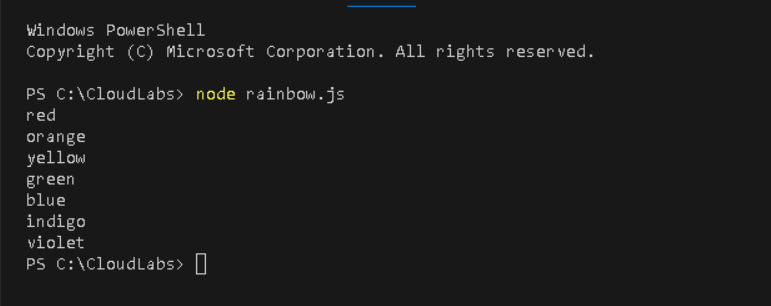 Windows PowerShell
Copyright (C) Microsoft Corporation. All rights reserved.
PS C:\CloudLabs> node rainbow.js
red
orange
yellow
green
blue
indigo
violet
PS C:\CloudLabs>